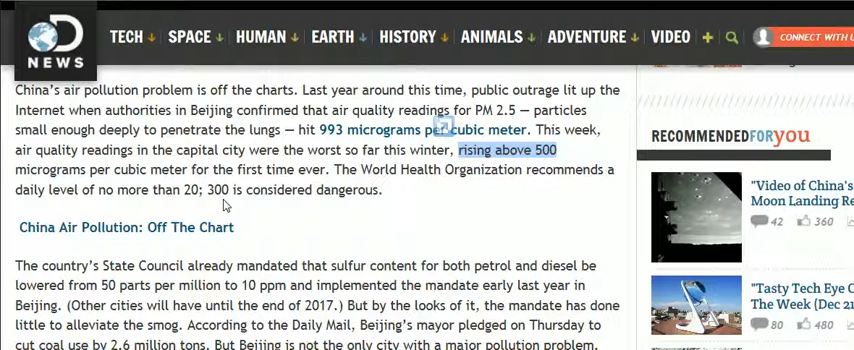 D
NEWS
TECH
SPACE
HUMAN
EARTH
HISTORY
ANIMALS
ADVENTURE
VIDEO
CONNECT WITH U
China's air pollution problem is off the charts. Last year around this time, public outrage lit up the
Internet when authorities in Beijing confirmed that air quality readings for PM 2.5 — particles
small enough deeply to penetrate the lungs — hit 993 micrograms per cubic meter. This week,
air quality readings in the capital city were the worst so far this winter, rising above 500
micrograms per cubic meter for the first time ever. The World Health Organization recommends a
daily level of no more than 20; 300 is considered dangerous.
China Air Pollution: Off The Chart
The country's State Council already mandated that sulfur content for both petrol and diesel be
lowered from 50 parts per million to 10 ppm and implemented the mandate early last year in
Beijing. (Other cities will have until the end of 2017.) But by the looks of it, the mandate has done
little to alleviate the smog. According to the Daily Mail, Beijing's mayor pledged on Thursday to
cut coal use by 2.6 million tons. But Beijing is not the only city with a major pollution problem.
RECOMMENDED FOR you
"Video of China's
Moon Landing Re
42 360
"Tasty Tech Eye C
The Week (Dec 21
80 480